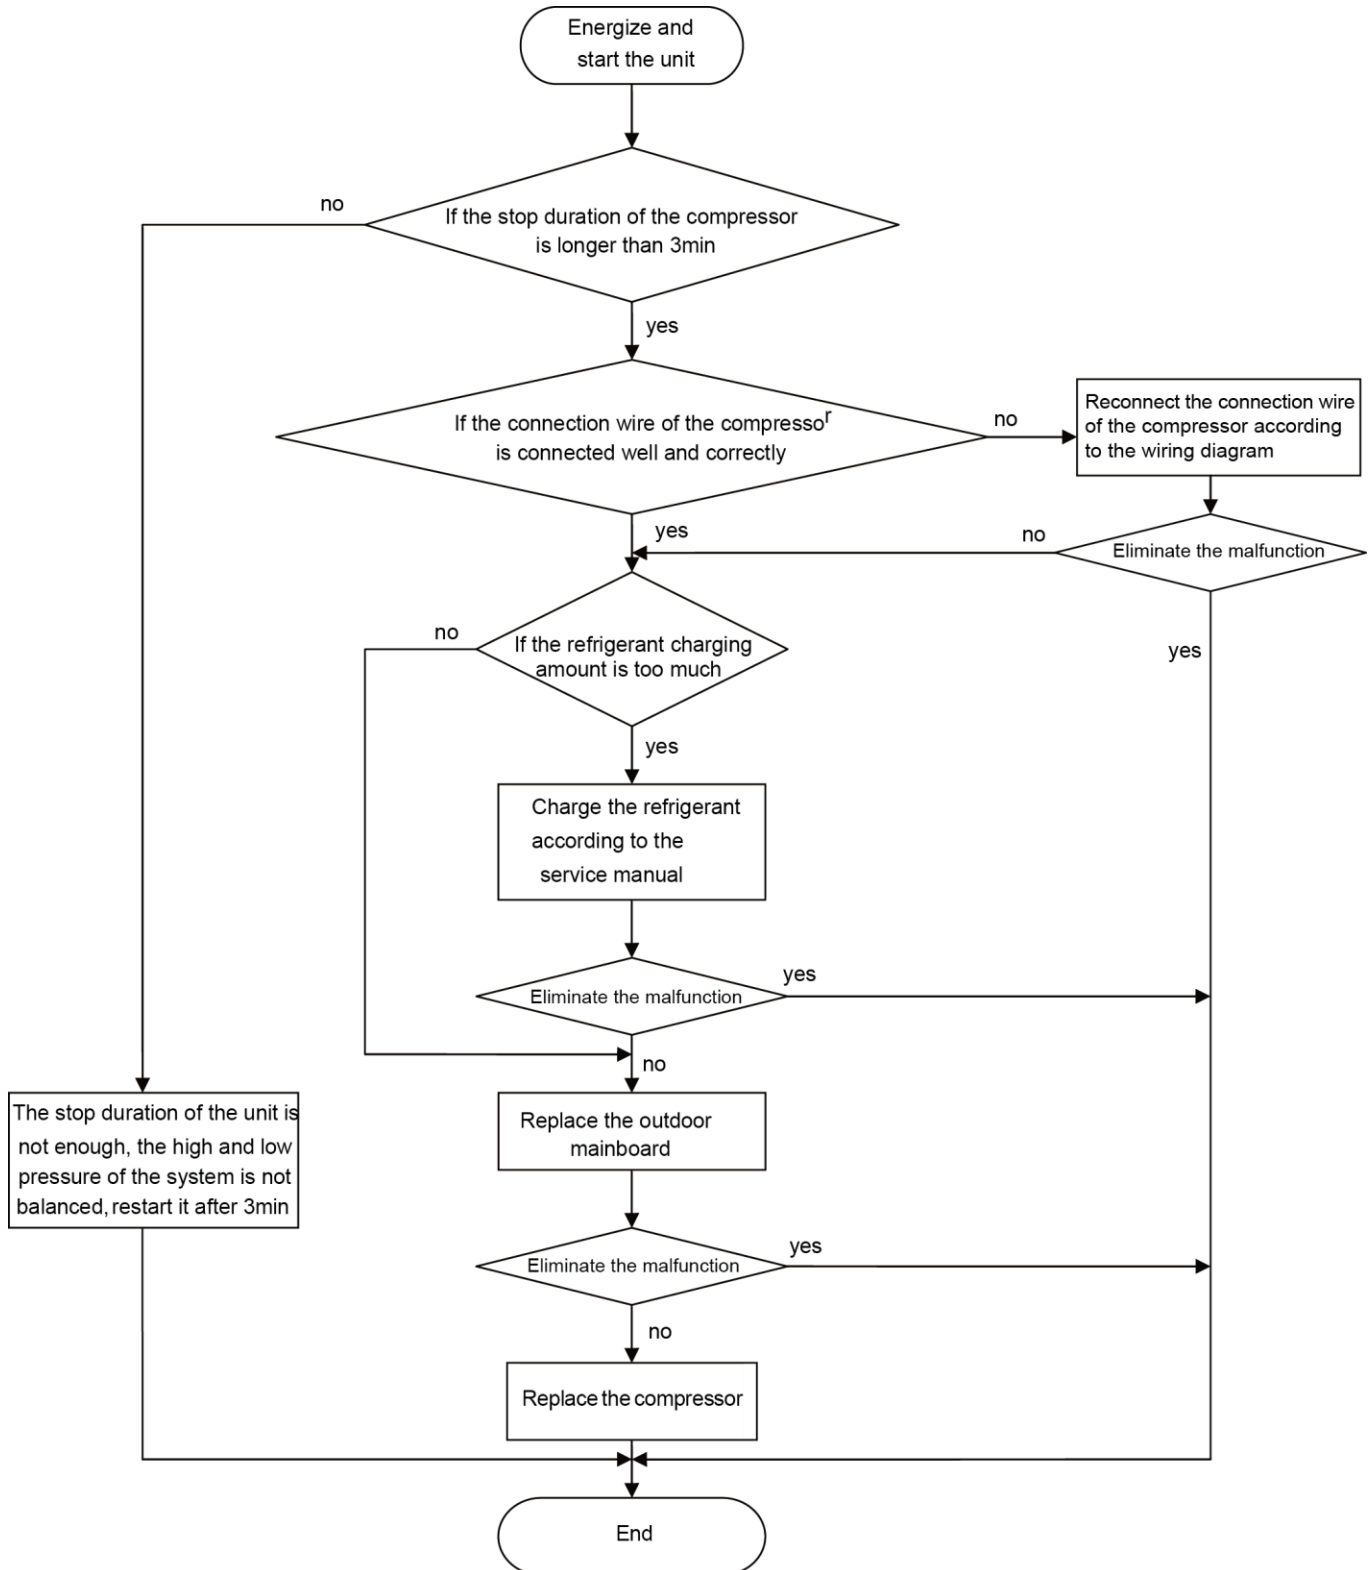 Energize and
start the unit
no
If the stop duration of the compressor
is longer than 3min
yes
If the connection wire of the compressor
is connected well and correctly
no
Reconnect the connection wire
of the compressor according
to the wiring diagram
yes
no
Eliminate the malfunction
no
If the refrigerant charging
amount is too much
yes
yes
Charge the refrigerant
according to the
service manual
Eliminate the malfunction
yes
no
The stop duration of the unit is
not enough, the high and low
pressure of the system is not
balanced, restart it after 3min
Replace the outdoor
mainboard
Eliminate the malfunction
yes
no
Replace the compressor
End